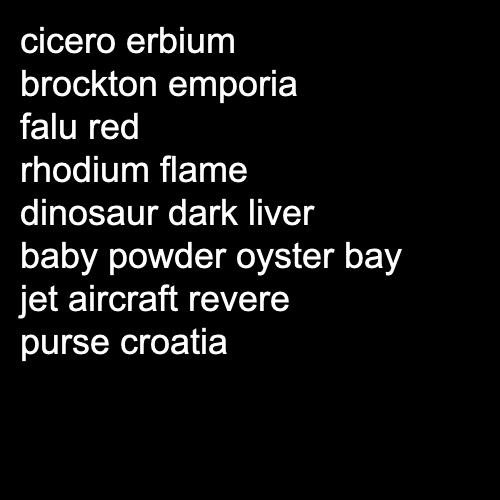 cicero erbium
brockton emporia
falu red
rhodium flame
dinosaur dark liver
baby powder oyster bay
jet aircraft revere
purse croatia